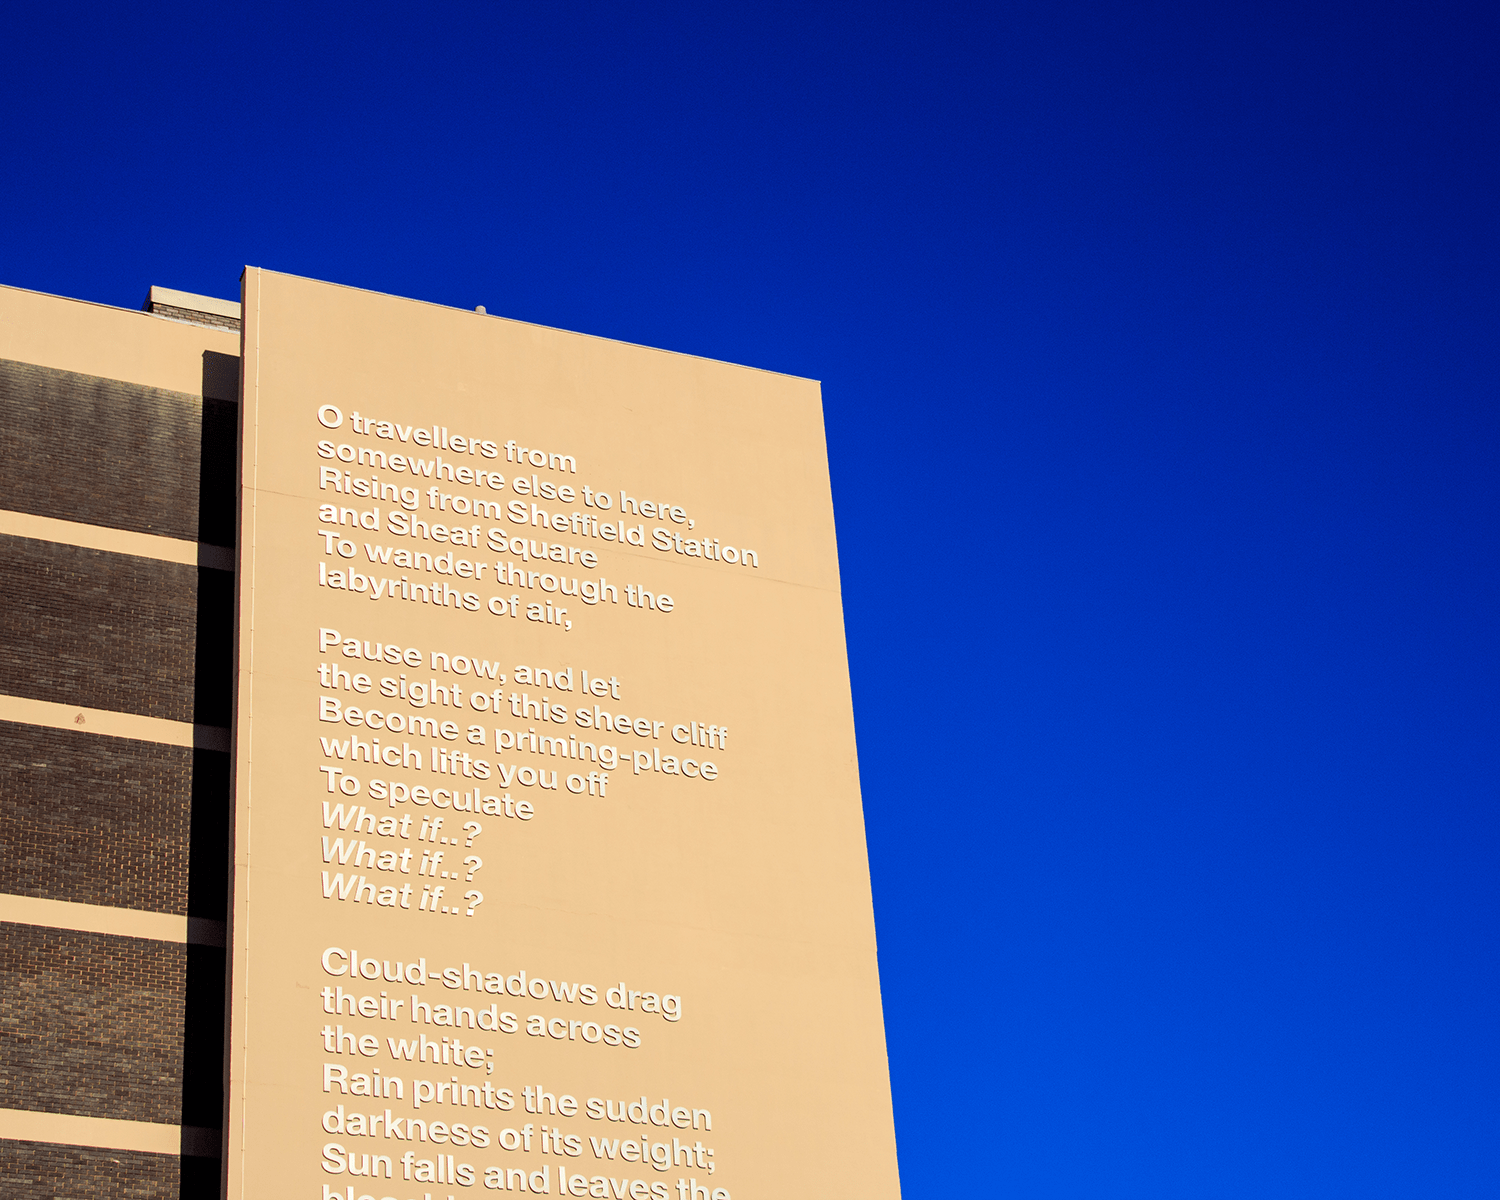 O travellers from
somewhere else to here,
Rising from Sheffield Station
and Sheaf Square
To wander through the
labyrinths of air,
Pause now, and let
the sight of this sheer cliff
Become a priming-place
which lifts you off
To speculate
What if..?
What if..?
What if..?
Cloud-shadows drag
their hands across
the white;
Rain prints the sudden
darkness of its weight;
Sun falls and leaves the